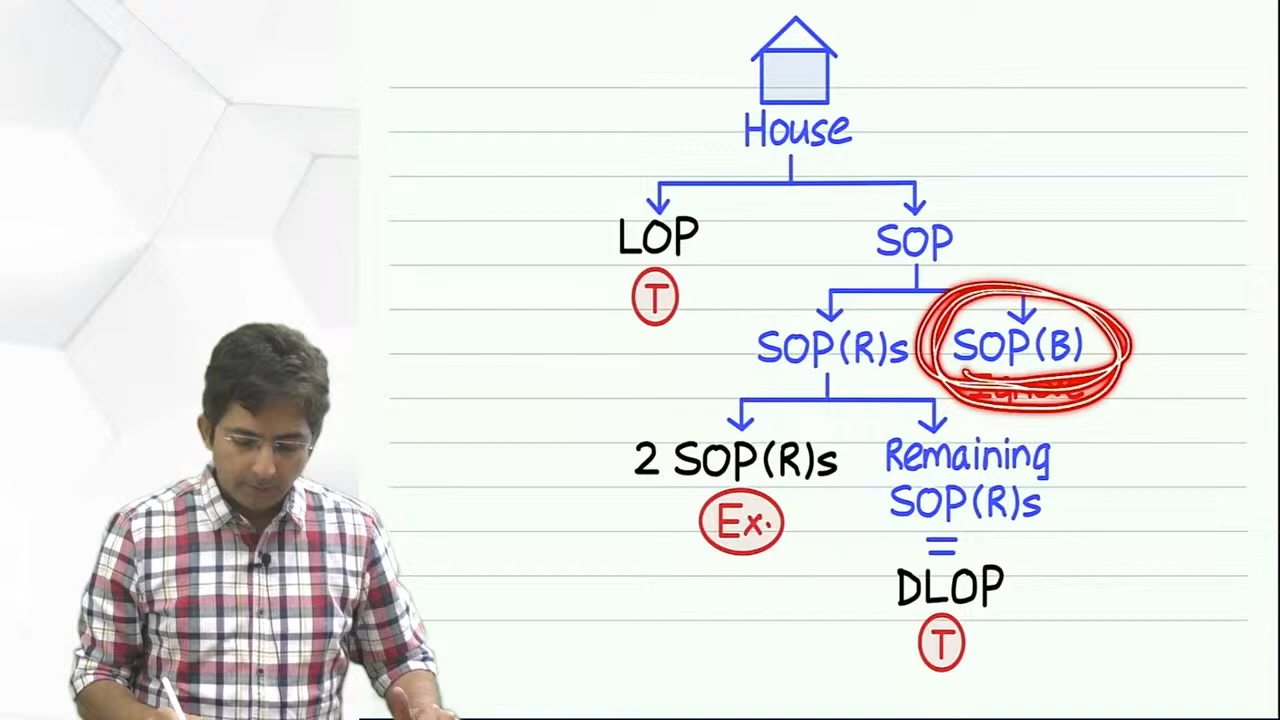 House
LOP
SOP
T
SOP(R)s
SOP(B)
2 SOP(R)s
Remaining
SOP(R)s
Ex.
=
DLOP
T